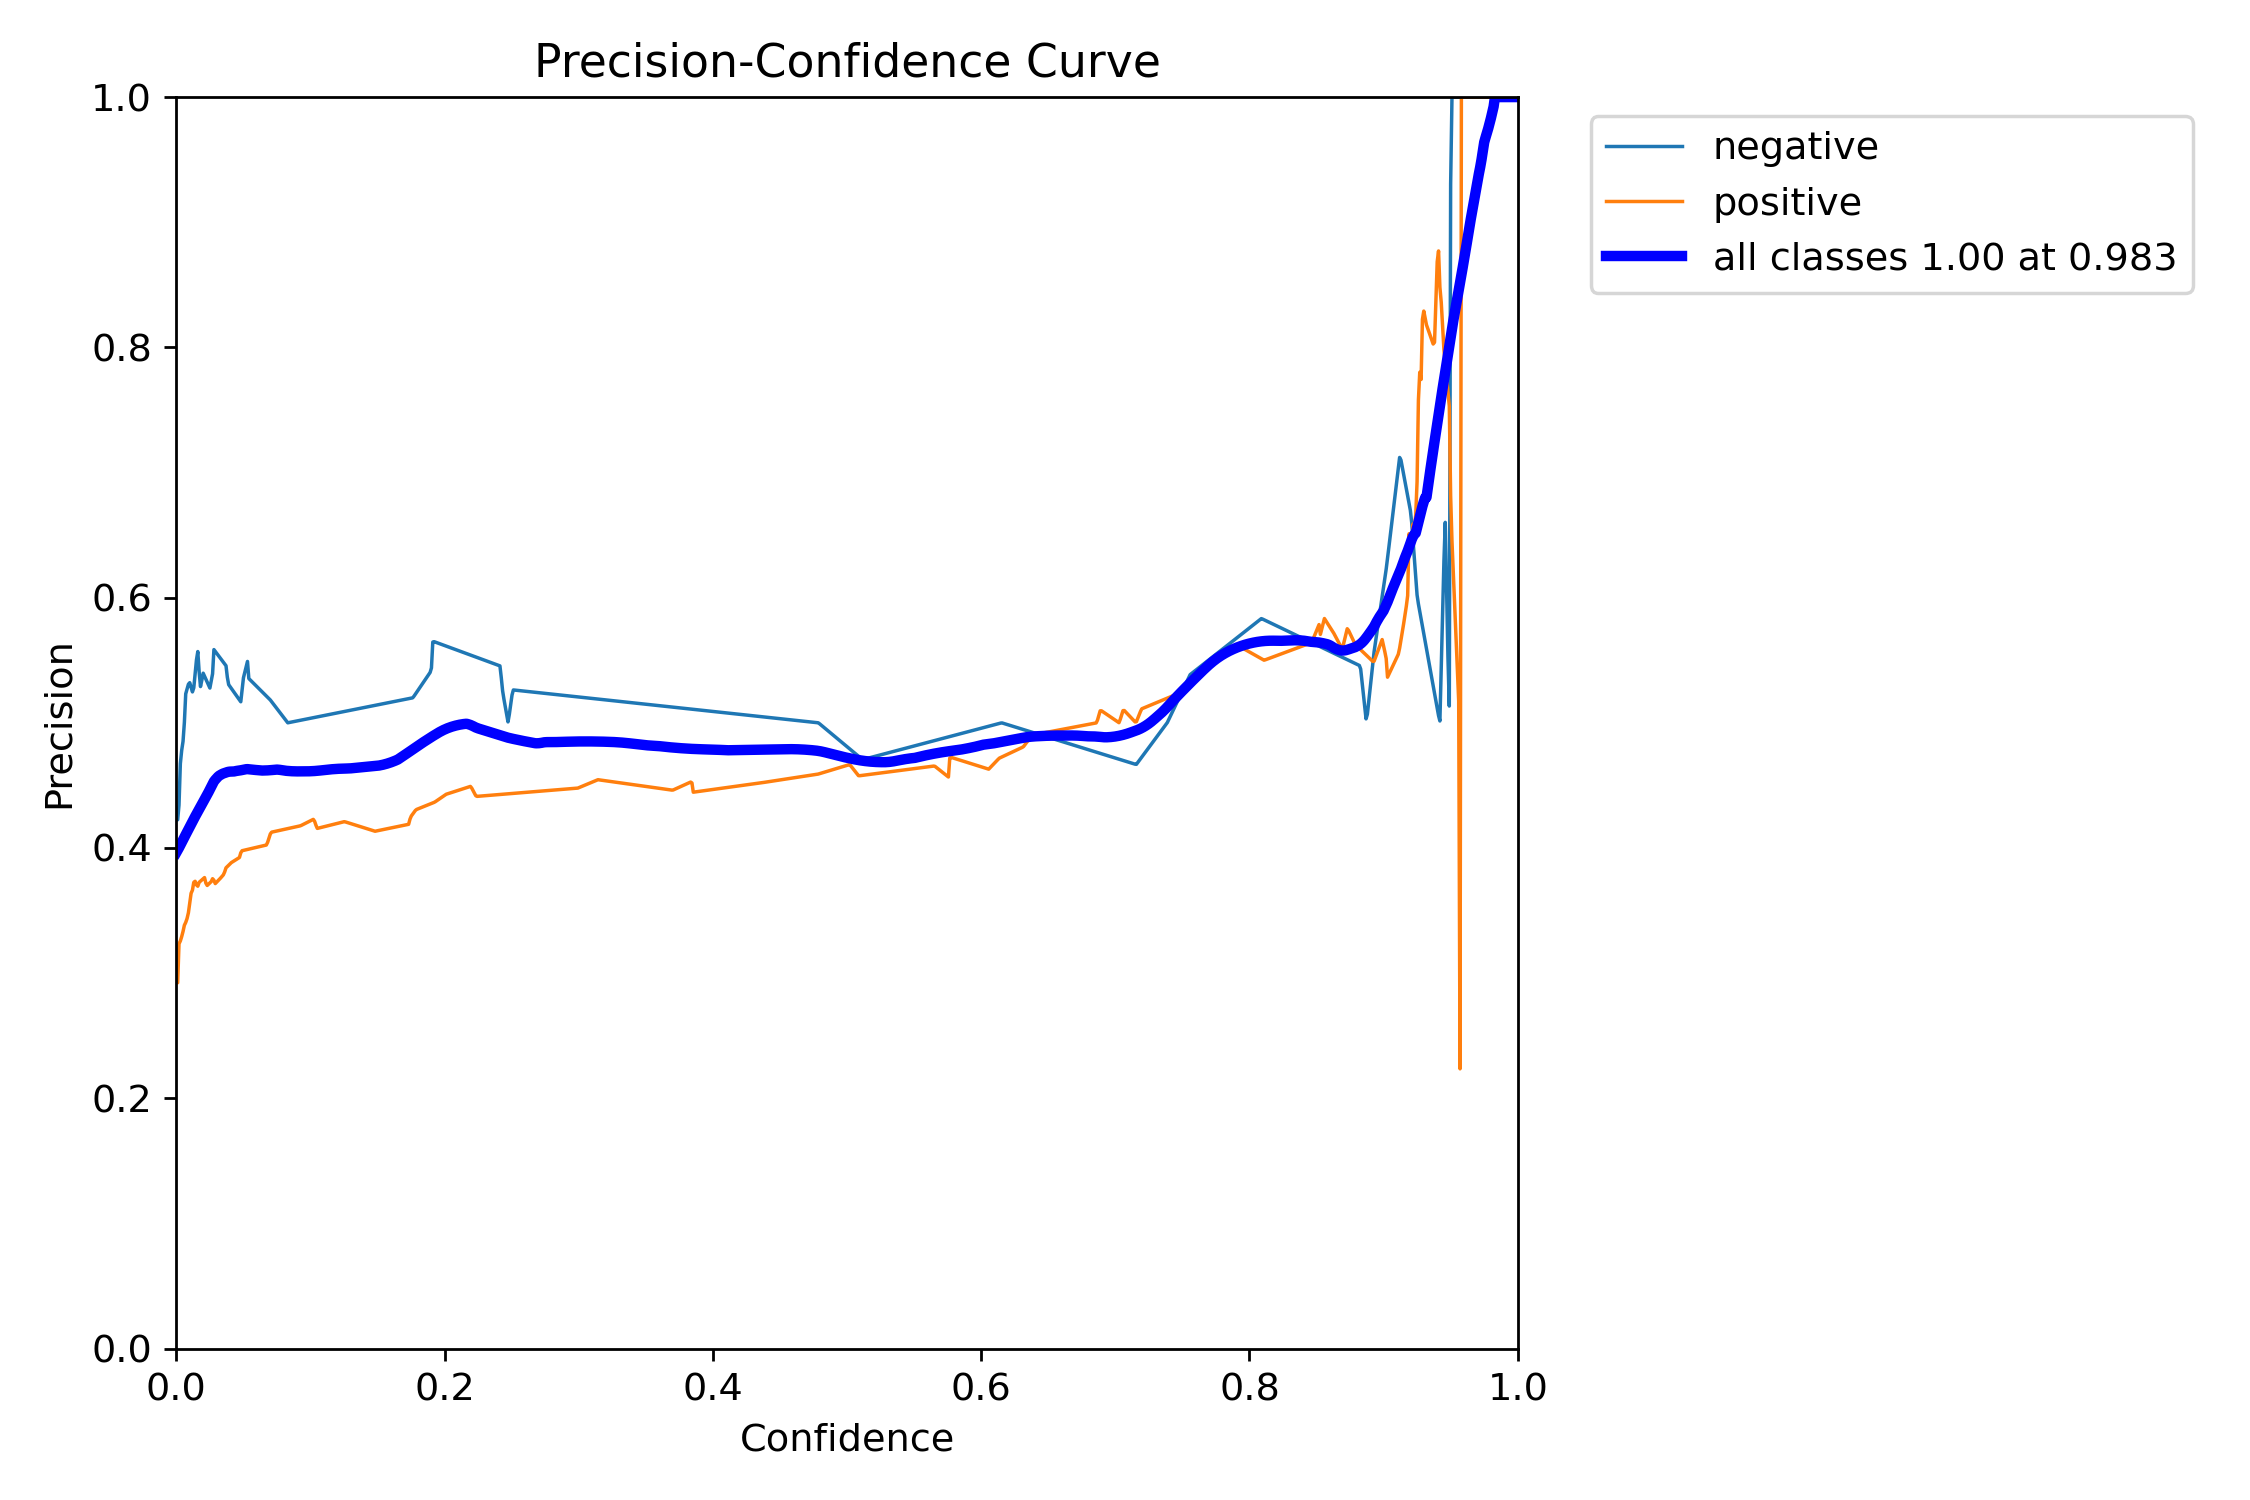 Precision-Confidence Curve
1.0
0.8
0.6
0.4
0.2
0.0
Precision
0.0 0.2 0.4 0.6 0.8 1.0
Confidence
negative
positive
all classes 1.00 at 0.983